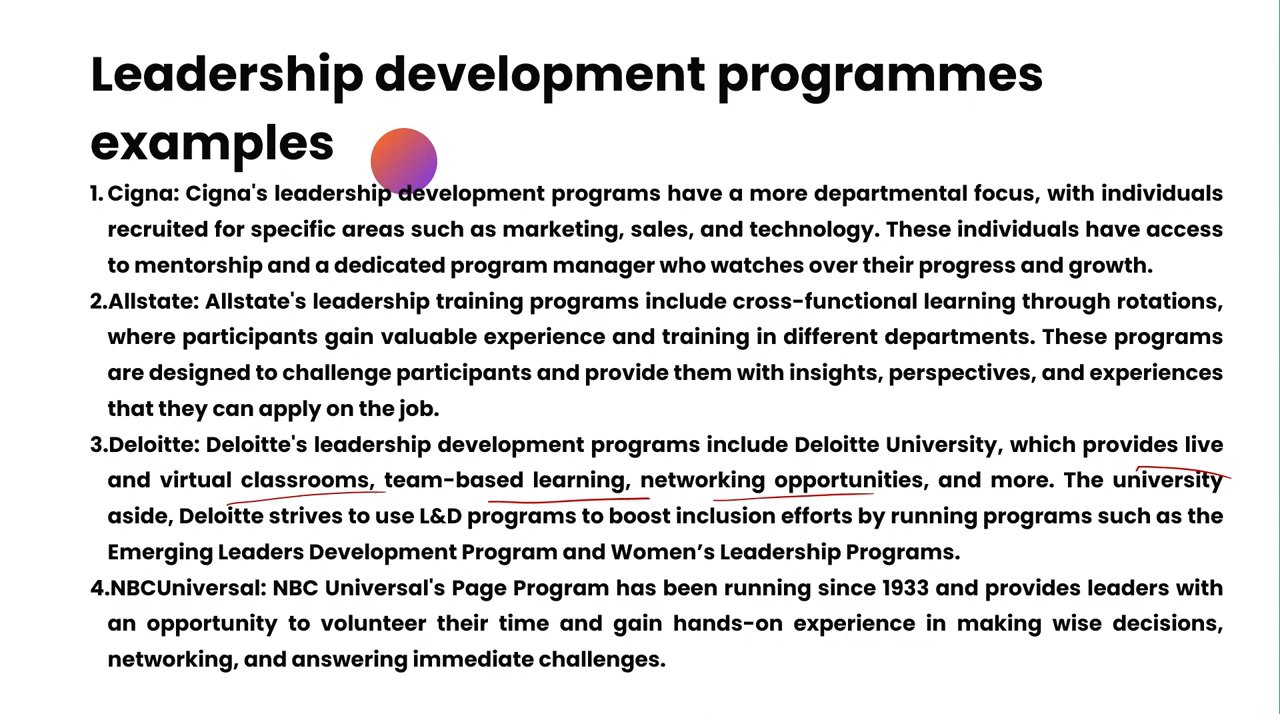 Leadership development programmes
examples
1. Cigna: Cigna's leadership development programs have a more departmental focus, with individuals
recruited for specific areas such as marketing, sales, and technology. These individuals have access
to mentorship and a dedicated program manager who watches over their progress and growth.
2.Allstate: Allstate's leadership training programs include cross-functional learning through rotations,
where participants gain valuable experience and training in different departments. These programs
are designed to challenge participants and provide them with insights, perspectives, and experiences
that they can apply on the job.
3.Deloitte: Deloitte's leadership development programs include Deloitte University, which provides live
and virtual classrooms, team-based learning, networking opportunities, and more. The university
aside, Deloitte strives to use L&D programs to boost inclusion efforts by running programs such as the
Emerging Leaders Development Program and Women’s Leadership Programs.
4.NBCUniversal: NBC Universal's Page Program has been running since 1933 and provides leaders with
an opportunity to volunteer their time and gain hands-on experience in making wise decisions,
networking, and answering immediate challenges.